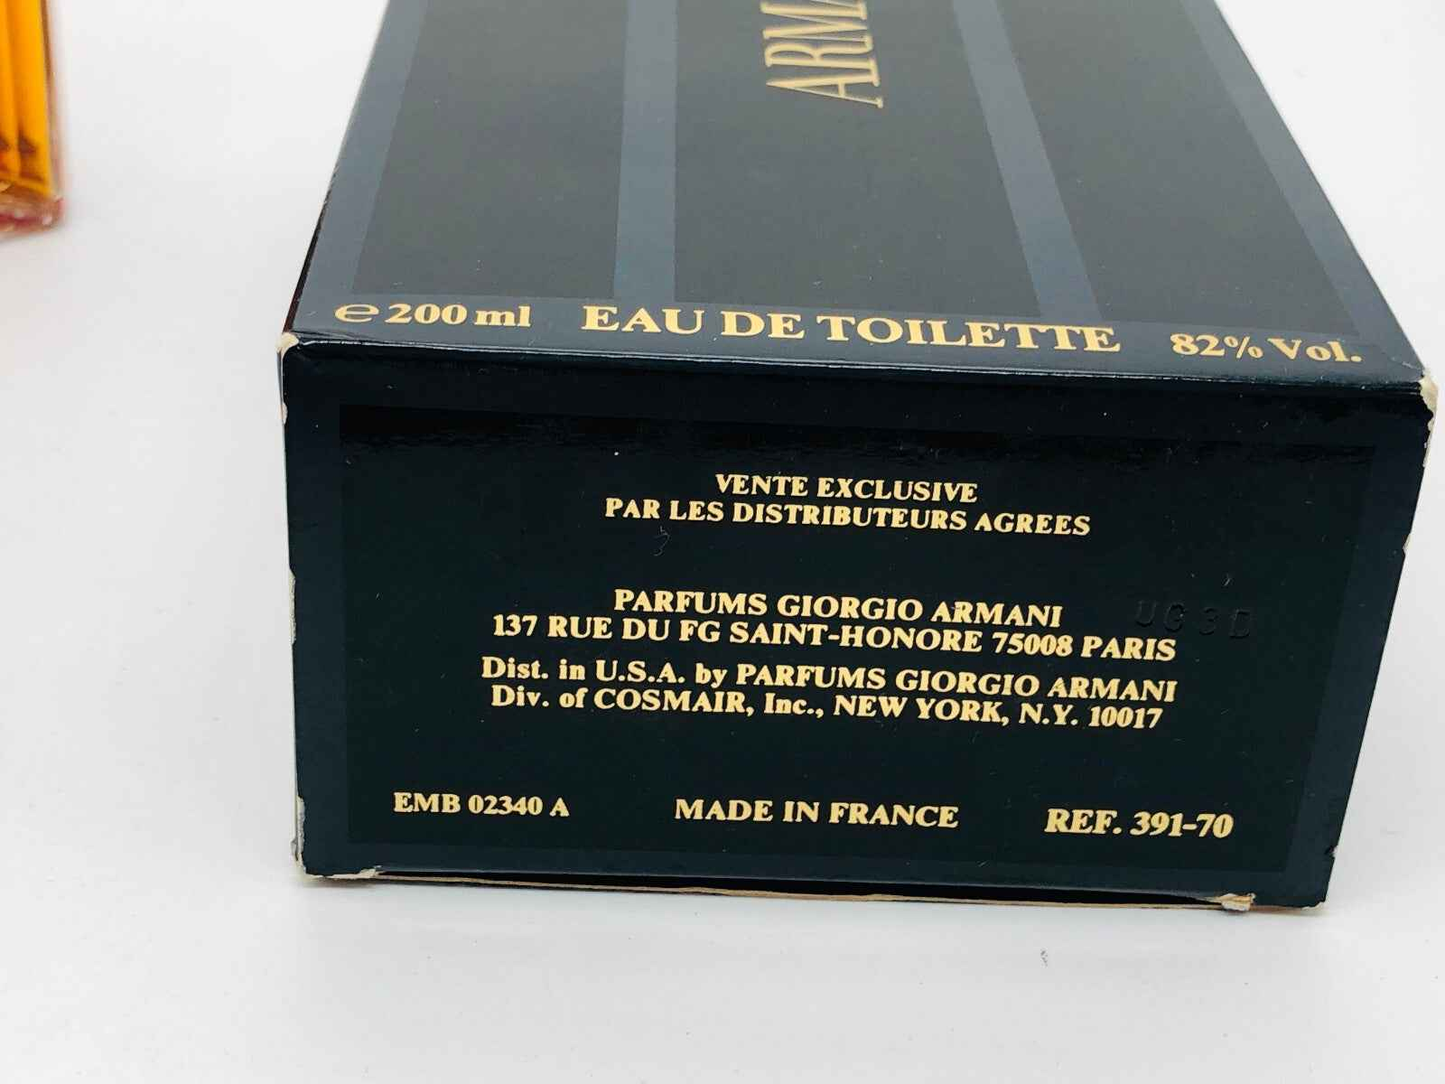 ARMA
℮ 200 ml EAU DE TOILETTE 82% Vol.
VENTE EXCLUSIVE
PAR LES DISTRIBUTEURS AGREES
PARFUMS GIORGIO ARMANI
UG3D
137 RUE DU FG SAINT-HONORE 75008 PARIS
Dist. in U.S.A. by PARFUMS GIORGIO ARMANI
Div. of COSMAIR, Inc., NEW YORK, N.Y. 10017
EMB 02340 A MADE IN FRANCE REF. 391-70